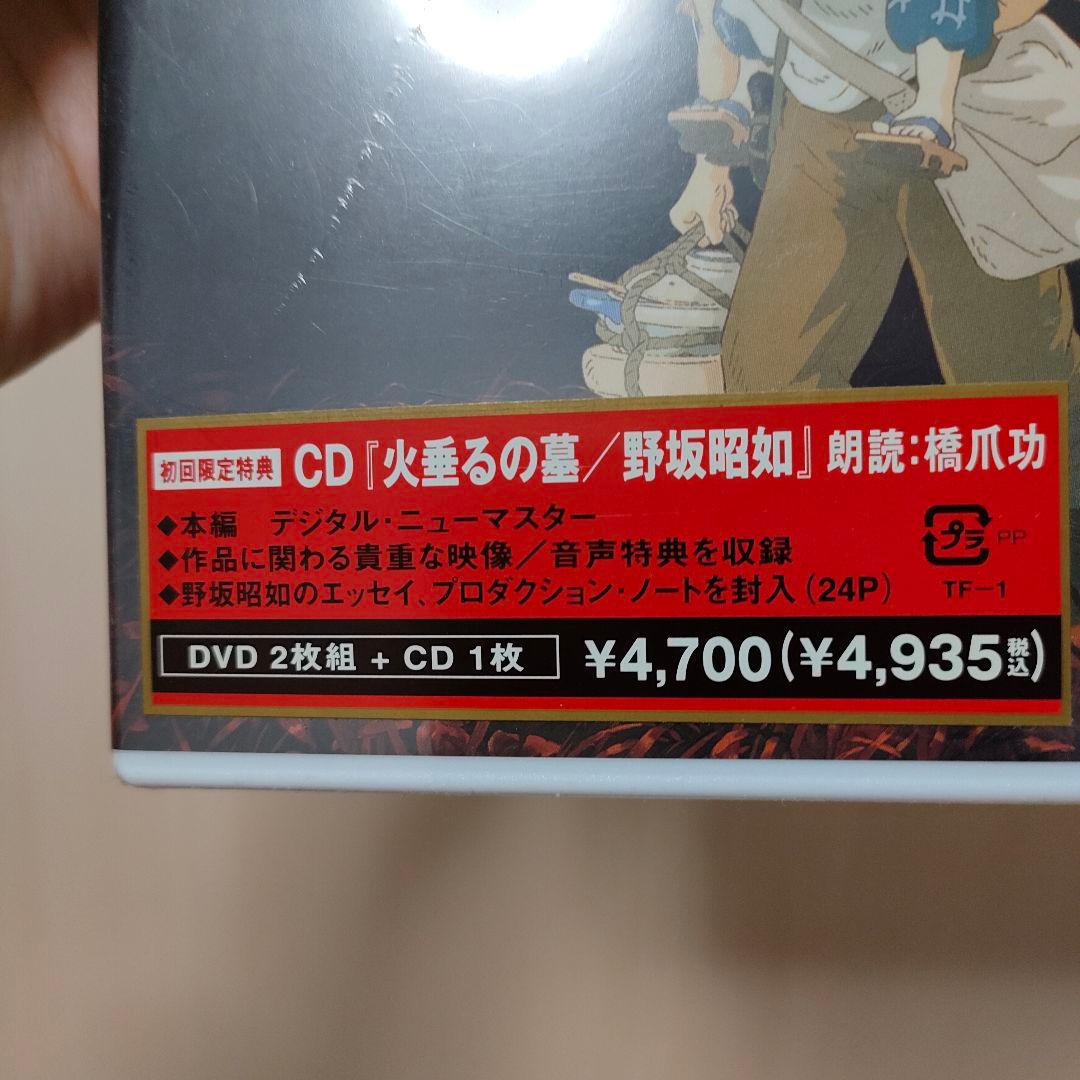 初回限定特典 CD『火垂るの墓／野坂昭如』朗読：橋爪功
◆本編　デジタル・ニューマスター
◆作品に関わる貴重な映像／音声特典を収録
◆野坂昭如のエッセイ、プロダクション・ノートを封入（24P）
プラ PP
TF－1
DVD 2枚組 + CD 1枚 ¥4,700（¥4,935税込）